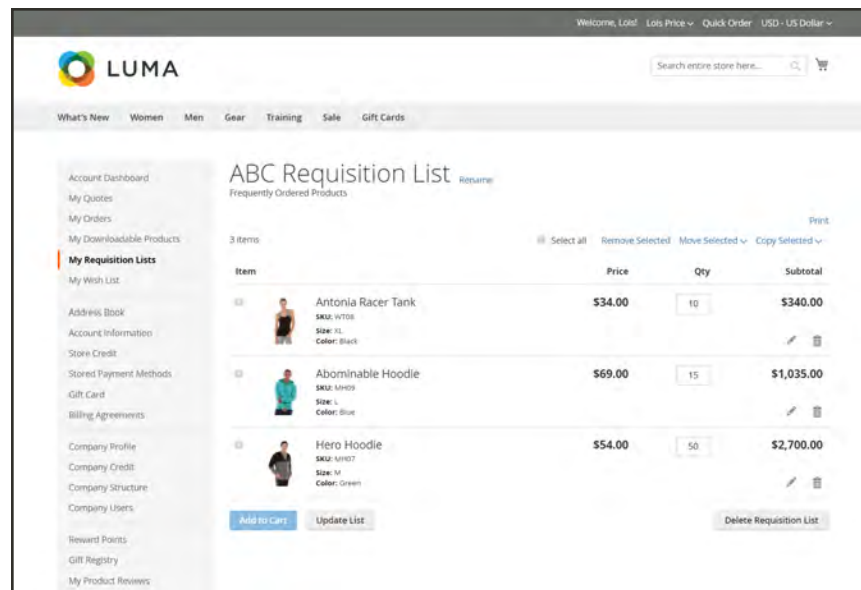 Welcome, Lois! Lois Price Quick Order USD - US Dollar
LUMA
Search entire store here...
What's New Women Men Gear Training Sale Gift Cards
Account Dashboard
My Quotes
My Orders
My Downloadable Products
My Requisition Lists
My Wish List
Address Book
Account Information
Store Credit
Stored Payment Methods
Gift Card
Billing Agreements
Company Profile
Company Credit
Company Structure
Company Users
Reward Points
Gift Registry
My Product Reviews
ABC Requisition List Rename
Frequently Ordered Products
Print
3 items Select all Remove Selected Move Selected Copy Selected
Item Price Qty Subtotal
Antonia Racer Tank $34.00 10 $340.00
SKU: WT08
Size: XL
Color: Black
Abominable Hoodie $69.00 15 $1,035.00
SKU: MH09
Size: L
Color: Blue
Hero Hoodie $54.00 50 $2,700.00
SKU: MH07
Size: M
Color: Green
Add to Cart Update List Delete Requisition List